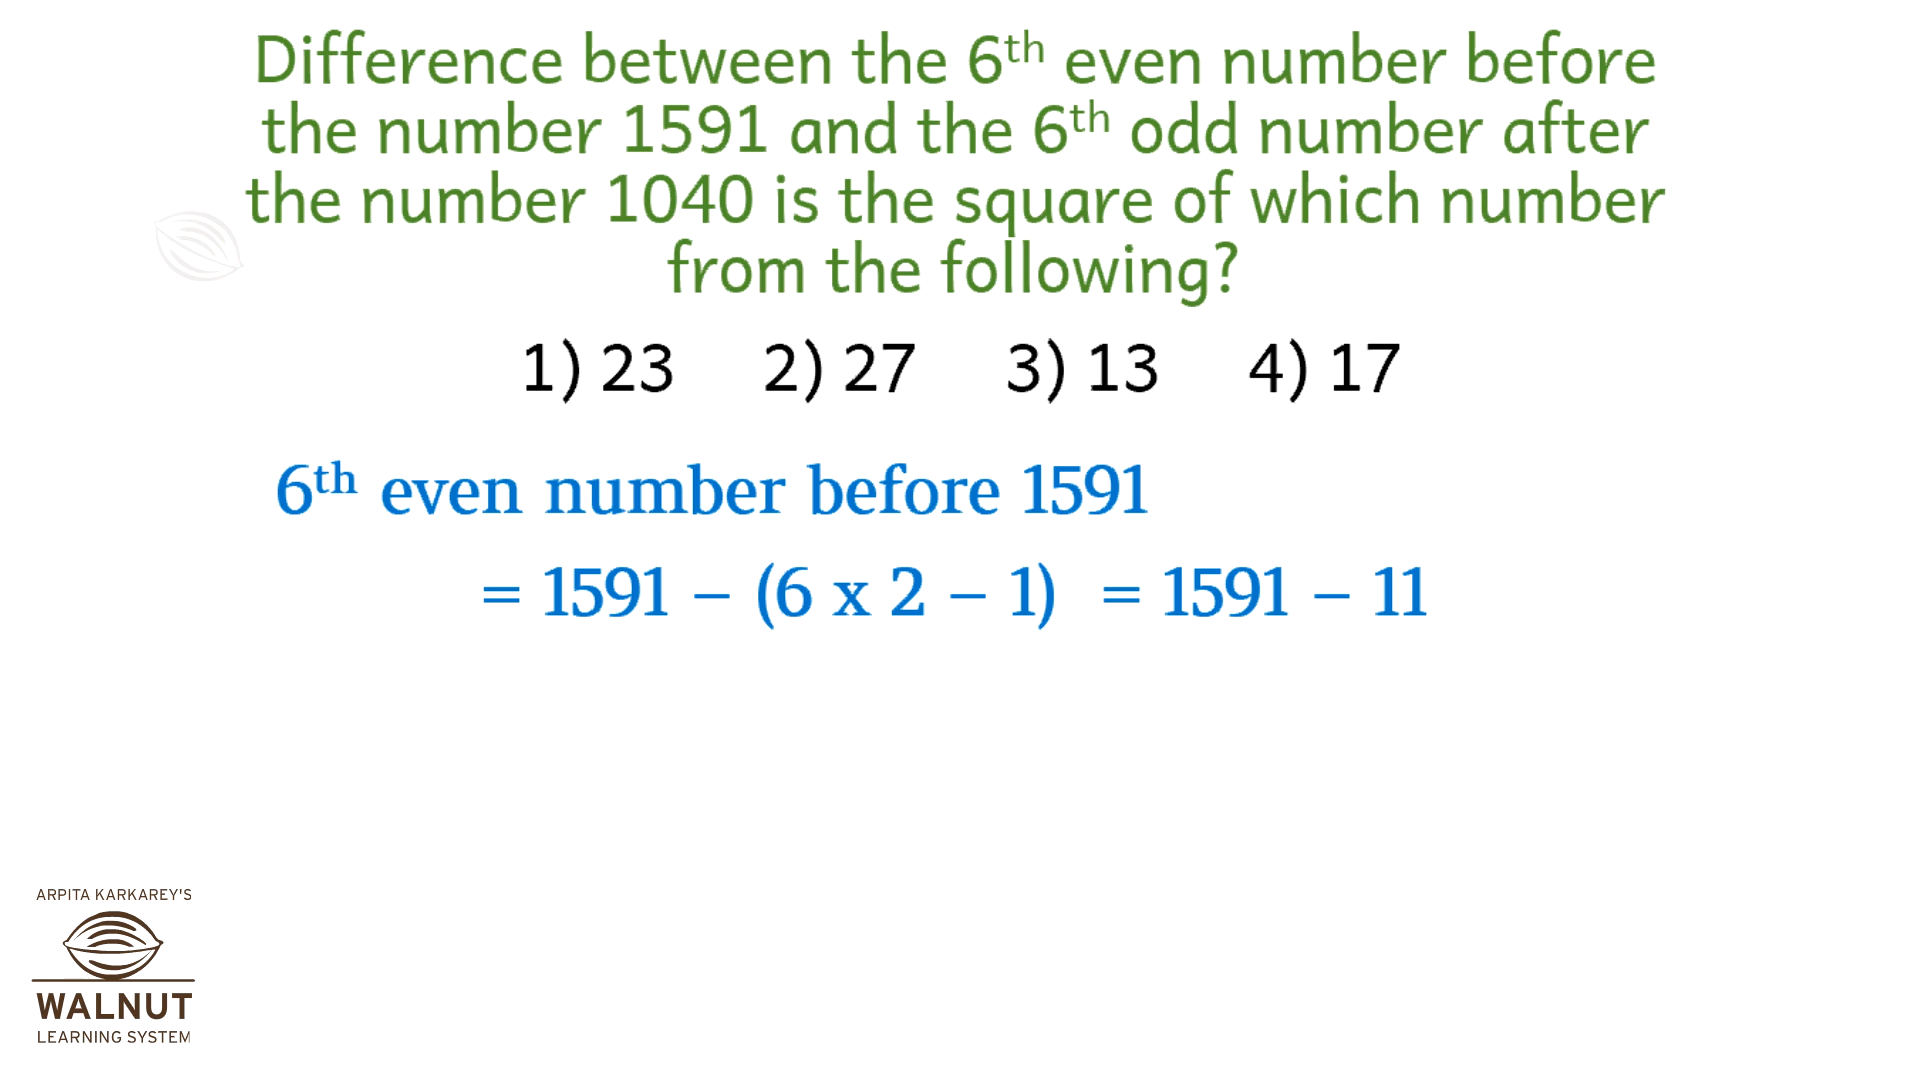 Difference between the 6th even number before
the number 1591 and the 6th odd number after
the number 1040 is the square of which number
from the following?
1) 23 2) 27 3) 13 4) 17
6th even number before 1591
= 1591 – (6 x 2 – 1) = 1591 – 11
ARPITA KARKAREY'S
WALNUT
LEARNING SYSTEM